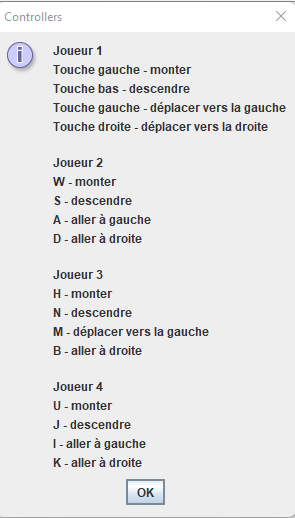 Controllers
Joueur 1
Touche gauche - monter
Touche bas - descendre
Touche gauche - déplacer vers la gauche
Touche droite - déplacer vers la droite
Joueur 2
W - monter
S - descendre
A - aller à gauche
D - aller à droite
Joueur 3
H - monter
N - descendre
M - déplacer vers la gauche
B - aller à droite
Joueur 4
U - monter
J - descendre
I - aller à gauche
K - aller à droite
OK